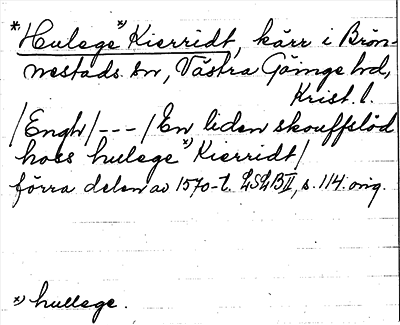 *Hulege*) Kierridt, kärr i Brön-
nestads sn, Västra Göinge hd,
Krist. l.
/Engh/--- /En liden skouffslöd
hoss hulege*) Kierridt/
förra delen av 1570-t. LSLB II, s. 114. orig.
*) hullege.